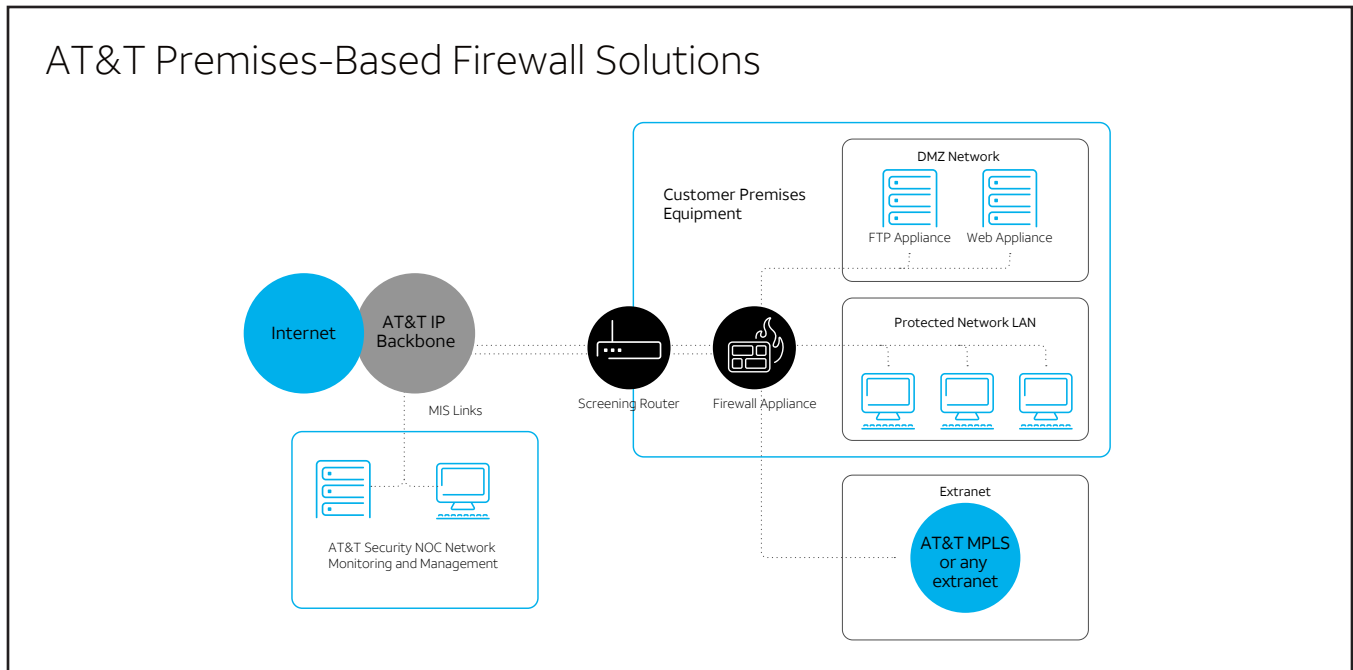 AT&T Premises-Based Firewall Solutions
DMZ Network
Customer Premises
Equipment
FTP Appliance
Web Appliance
Internet
AT&T IP
Backbone
Protected Network LAN
Screening Router
Firewall Appliance
MIS Links
AT&T Security NOC Network
Monitoring and Management
Extranet
AT&T MPLS
or any
extranet